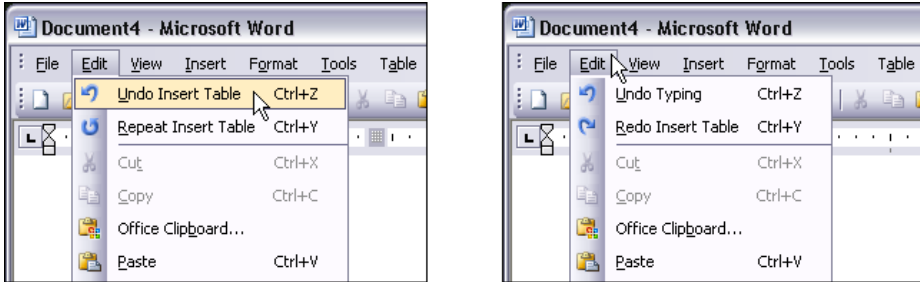 Document4 - Microsoft Word
File Edit View Insert Format Tools Table
Undo Insert Table Ctrl+Z
Repeat Insert Table Ctrl+Y
Cut Ctrl+X
Copy Ctrl+C
Office Clipboard...
Paste Ctrl+V
Document4 - Microsoft Word
File Edit View Insert Format Tools Table
Undo Typing Ctrl+Z
Redo Insert Table Ctrl+Y
Cut Ctrl+X
Copy Ctrl+C
Office Clipboard...
Paste Ctrl+V